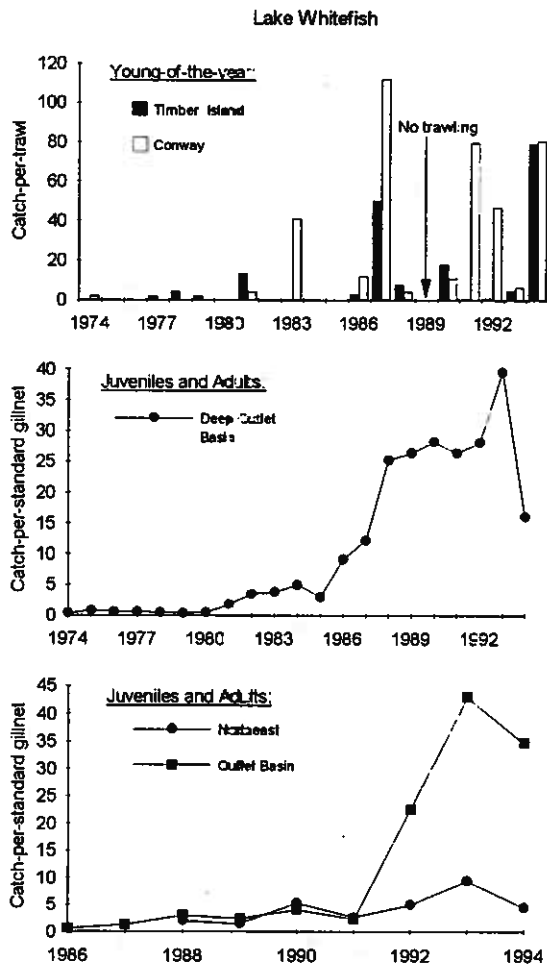 Lake Whitefish
Young-of-the-year:
Timber Island
Conway
No trawling
Catch-per-trawl
120
100
80
60
40
20
0
1974 1977 1980 1983 1986 1989 1992
Juveniles and Adults:
Deep Outlet
Basin
Catch-per-standard gillnet
40
35
30
25
20
15
10
5
0
1974 1977 1980 1983 1986 1989 1992
Juveniles and Adults:
Northeast
Outlet Basin
Catch-per-standard gillnet
45
40
35
30
25
20
15
10
5
0
1986 1988 1990 1992 1994